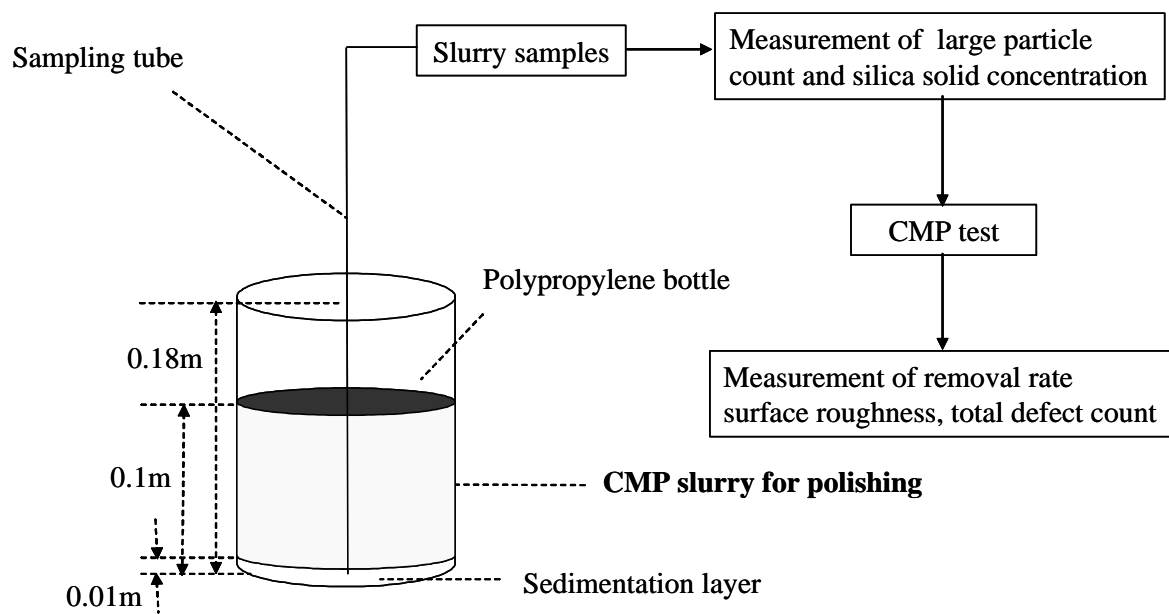 Sampling tube
Slurry samples
Measurement of large particle
count and silica solid concentration
CMP test
Polypropylene bottle
0.18m
Measurement of removal rate
surface roughness, total defect count
0.1m
CMP slurry for polishing
Sedimentation layer
0.01m